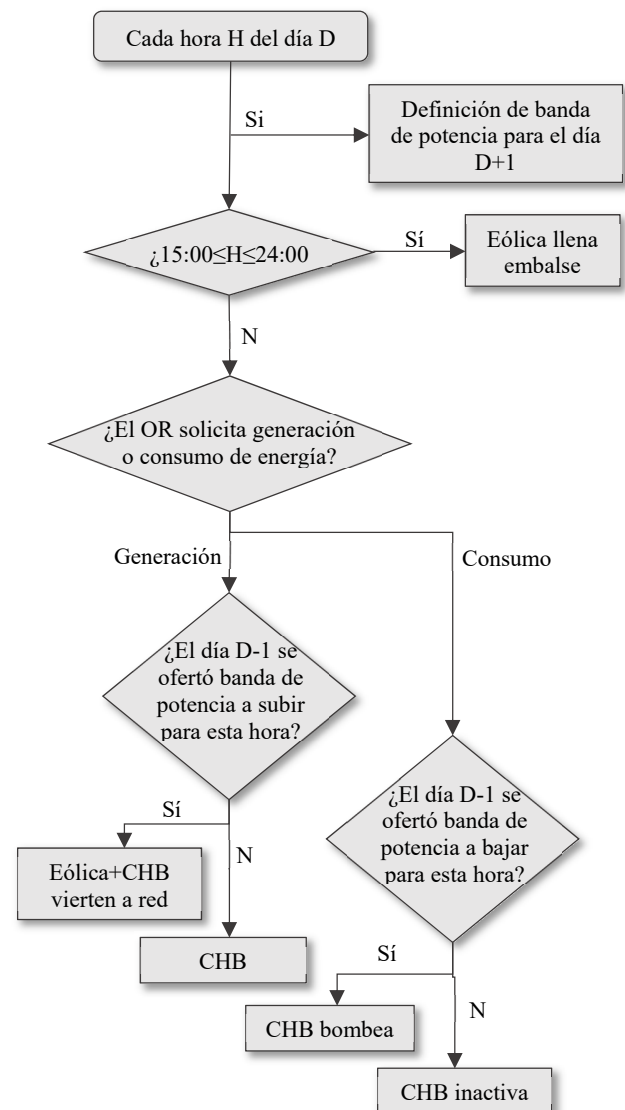 Cada hora H del día D
Si
Definición de banda
de potencia para el día
D+1
¿15:00≤H≤24:00
Sí
Eólica llena
embalse
N
¿El OR solicita generación
o consumo de energía?
Generación
Consumo
¿El día D-1 se
ofertó banda de
potencia a subir
para esta hora?
¿El día D-1 se
ofertó banda de
potencia a bajar
para esta hora?
Sí
N
Eólica+CHB
vierten a red
CHB
Sí
N
CHB bombea
CHB inactiva